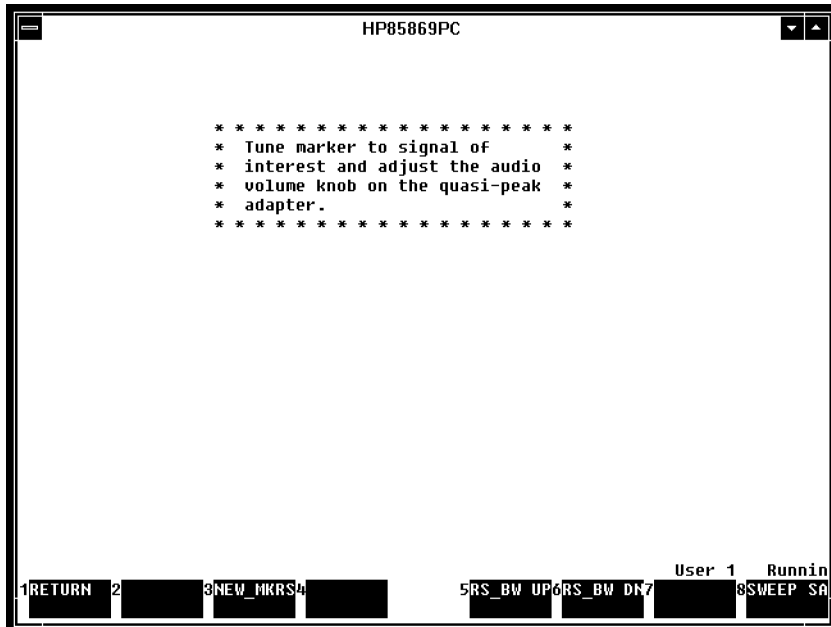 HP85869PC
* * * * * * * * * * * * * * * * * *
* Tune marker to signal of *
* interest and adjust the audio *
* volume knob on the quasi-peak *
* adapter. *
* * * * * * * * * * * * * * * * * *
User 1 Runnin
1RETURN 2 3NEW_MKRS4 5RS_BW UP6RS_BW DN7 8SWEEP SA